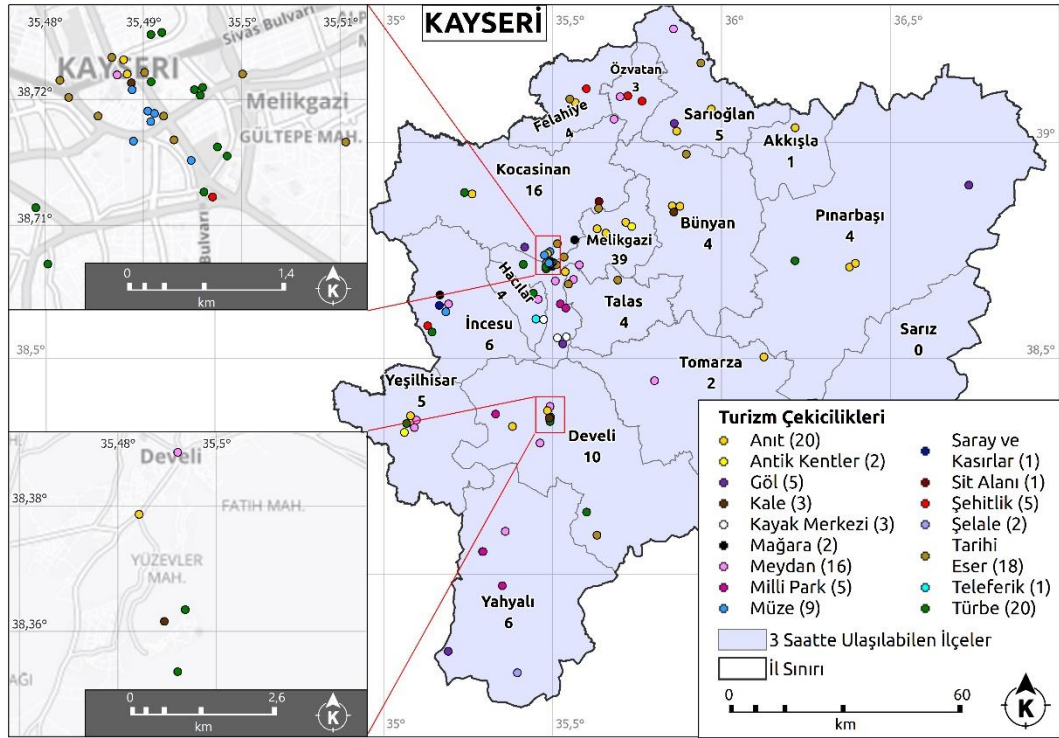 KAYSERİ
35°
35,5°
36°
36,5°
39°
38,5°
35°
35,5°
Özvatan
3
Felahiye
4
Sarıoğlan
5
Akkışla
1
Kocasinan
16
Melikgazi
39
Bünyan
4
Pınarbaşı
4
Hacılar
4
Talas
4
İncesu
6
Sarız
0
Tomarza
2
Yeşilhisar
5
Develi
10
Yahyalı
6
35,48°
35,49°
35,5°
35,51°
38,72°
38,71°
Sivas Bulvarı
KAYSERI
Melikgazi
GÜLTEPE MAH.
Bulvarı
0
1,4
km
K
35,48°
35,5°
38,38°
38,36°
Develi
FATIH MAH.
YÜZEVLER
MAH.
AĞI
0
2,6
km
K
Turizm Çekicilikleri
Anıt (20)
Antik Kentler (2)
Göl (5)
Kale (3)
Kayak Merkezi (3)
Mağara (2)
Meydan (16)
Milli Park (5)
Müze (9)
Saray ve
Kasırlar (1)
Sit Alanı (1)
Şehitlik (5)
Şelale (2)
Tarihi
Eser (18)
Teleferik (1)
Türbe (20)
3 Saatte Ulaşılabilen İlçeler
İl Sınırı
0
60
km
K